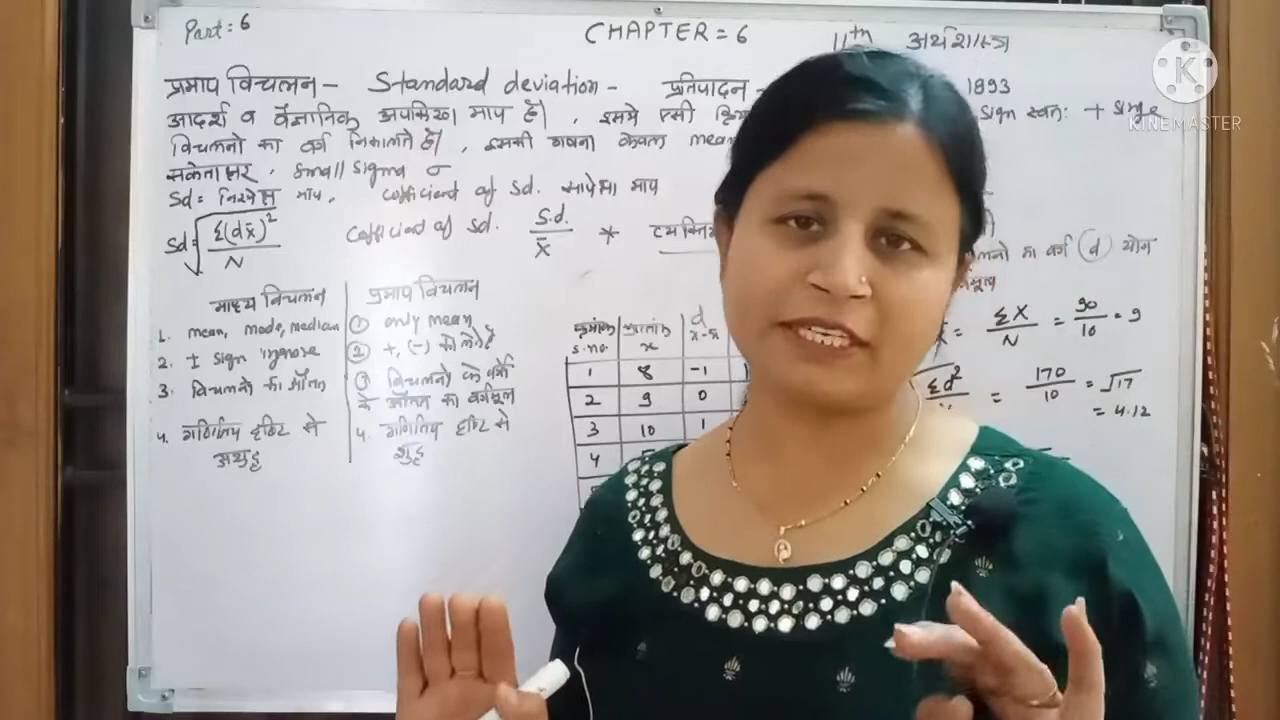 Part: 6
CHAPTER = 6 11th अर्थशास्त्र
प्रमाप विचलन - Standard deviation - प्रतिपादन - 1893
आदर्श व वैज्ञानिक अपकिरण माप है। , इसमे sign स्वतः + sign
विचलनो का वर्ग निकालते है। , इसकी गणना केवल mean
सकेताक्षर . small sigma σ
Sd = निरपेक्ष माप . cofficiend of Sd. सापेक्ष माप
Sd = √Σ(dx̄)²/N cofficiend of Sd. S.d./X̄ *
का वर्ग (d) योग
माध्य विचलन | प्रमाप विचलन
1. mean, mode, median | ① only mean
2. ± sign ignore | ② +, (-)
3. विचलनो का औसत | ③ विचलनो के वर्ग
के औसत का वर्गमूल
4. गणितिय दृष्टि से | 4. गणितिय दृष्टि से
अशुद्ध | शुद्ध
क्रमांक | प्राप्तांक | d
S.no. | x | x-x̄
1 | 8 | -1
2 | 9 | 0
3 | 10 | 1
4
x̄ = ΣX/N = 90/10 = 9
Σd² = 170/10 = √17
= 4.12
K
KINEMASTER